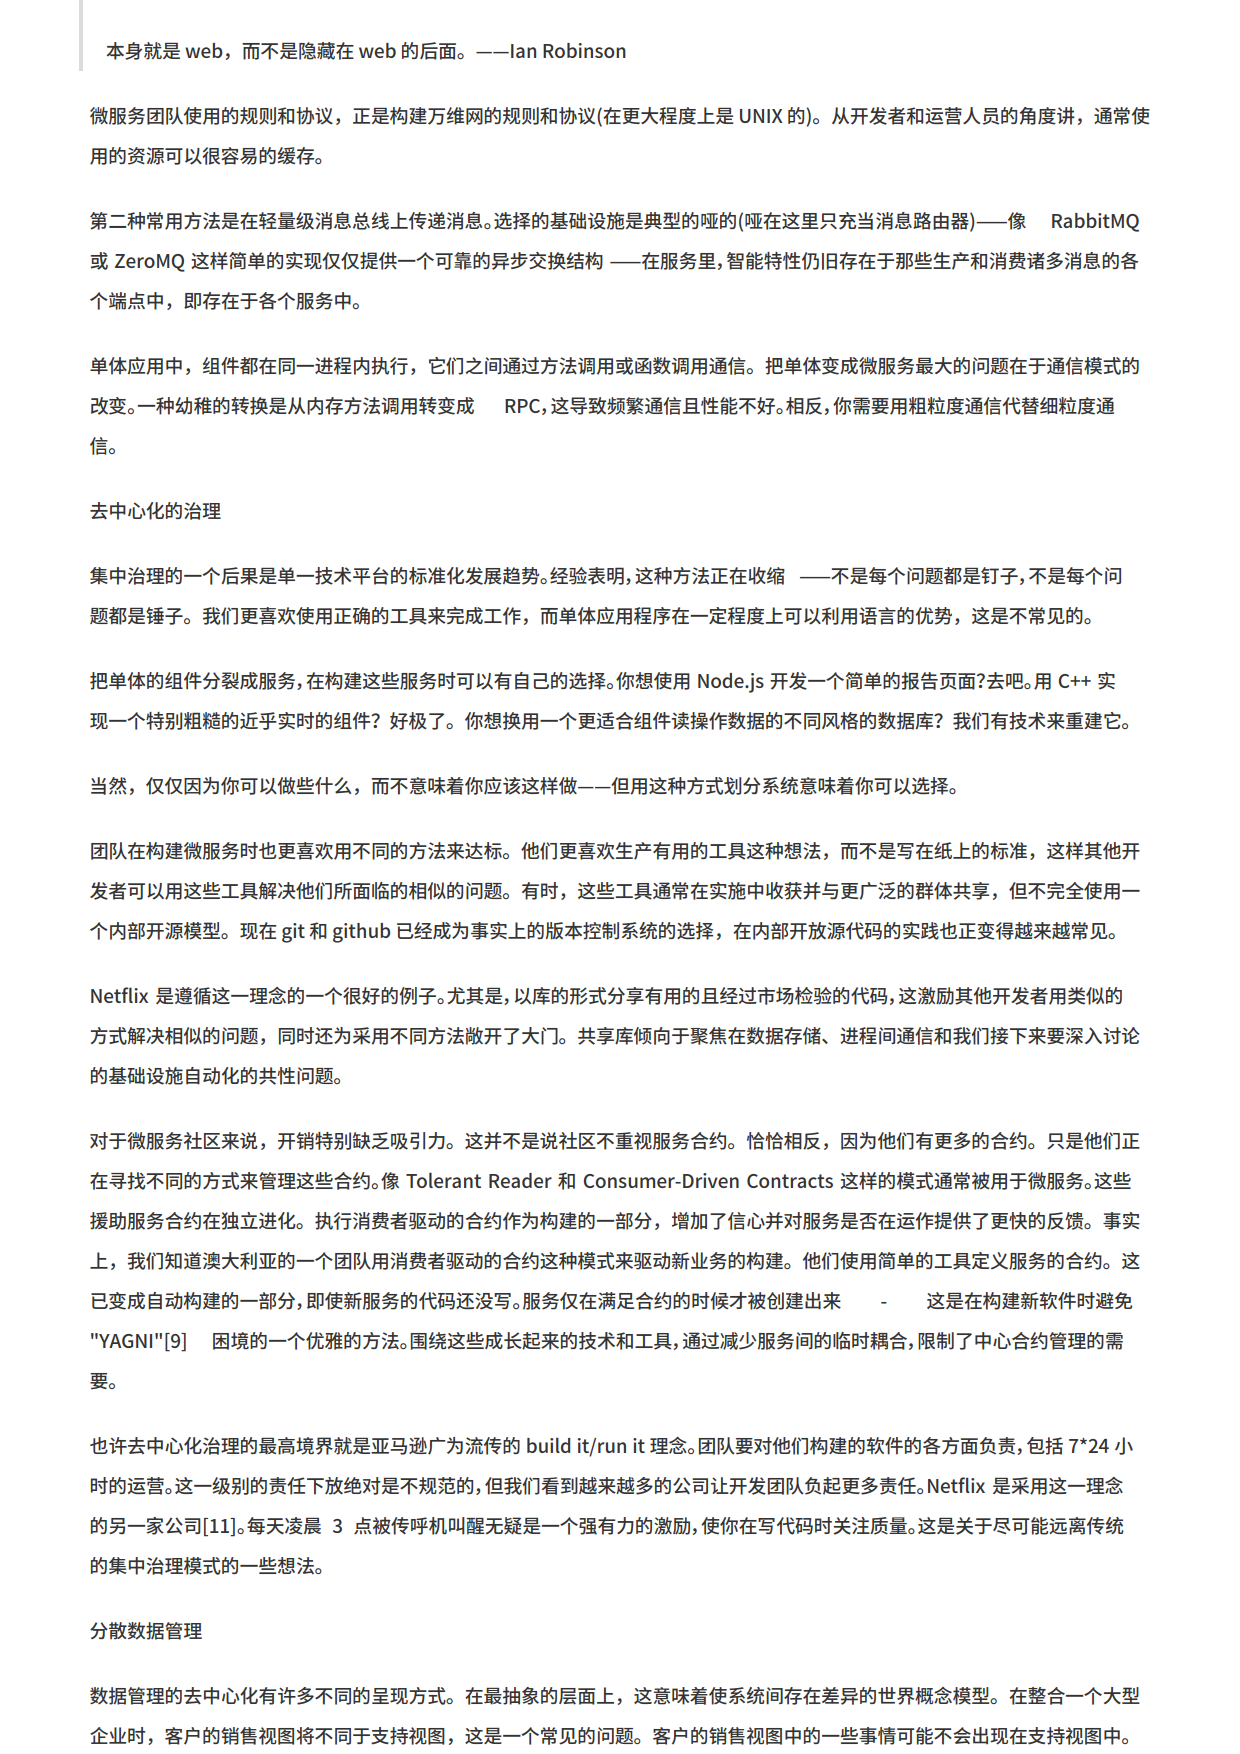 本身就是 web，而不是隐藏在 web 的后面。——Ian Robinson
微服务团队使用的规则和协议，正是构建万维网的规则和协议(在更大程度上是 UNIX 的)。从开发者和运营人员的角度讲，通常使
用的资源可以很容易的缓存。
第二种常用方法是在轻量级消息总线上传递消息。选择的基础设施是典型的哑的(哑在这里只充当消息路由器)——像 RabbitMQ
或 ZeroMQ 这样简单的实现仅仅提供一个可靠的异步交换结构 ——在服务里，智能特性仍旧存在于那些生产和消费诸多消息的各
个端点中，即存在于各个服务中。
单体应用中，组件都在同一进程内执行，它们之间通过方法调用或函数调用通信。把单体变成微服务最大的问题在于通信模式的
改变。一种幼稚的转换是从内存方法调用转变成 RPC，这导致频繁通信且性能不好。相反，你需要用粗粒度通信代替细粒度通
信。
去中心化的治理
集中治理的一个后果是单一技术平台的标准化发展趋势。经验表明，这种方法正在收缩 ——不是每个问题都是钉子，不是每个问
题都是锤子。我们更喜欢使用正确的工具来完成工作，而单体应用程序在一定程度上可以利用语言的优势，这是不常见的。
把单体的组件分裂成服务，在构建这些服务时可以有自己的选择。你想使用 Node.js 开发一个简单的报告页面？去吧。用 C++ 实
现一个特别粗糙的近乎实时的组件？好极了。你想换用一个更适合组件读操作数据的不同风格的数据库？我们有技术来重建它。
当然，仅仅因为你可以做些什么，而不意味着你应该这样做——但用这种方式划分系统意味着你可以选择。
团队在构建微服务时也更喜欢用不同的方法来达标。他们更喜欢生产有用的工具这种想法，而不是写在纸上的标准，这样其他开
发者可以用这些工具解决他们所面临的相似的问题。有时，这些工具通常在实施中收获并与更广泛的群体共享，但不完全使用一
个内部开源模型。现在 git 和 github 已经成为事实上的版本控制系统的选择，在内部开放源代码的实践也正变得越来越常见。
Netflix 是遵循这一理念的一个很好的例子。尤其是，以库的形式分享有用的且经过市场检验的代码，这激励其他开发者用类似的
方式解决相似的问题，同时还为采用不同方法敞开了大门。共享库倾向于聚焦在数据存储、进程间通信和我们接下来要深入讨论
的基础设施自动化的共性问题。
对于微服务社区来说，开销特别缺乏吸引力。这并不是说社区不重视服务合约。恰恰相反，因为他们有更多的合约。只是他们正
在寻找不同的方式来管理这些合约。像 Tolerant Reader 和 Consumer-Driven Contracts 这样的模式通常被用于微服务。这些
援助服务合约在独立进化。执行消费者驱动的合约作为构建的一部分，增加了信心并对服务是否在运作提供了更快的反馈。事实
上，我们知道澳大利亚的一个团队用消费者驱动的合约这种模式来驱动新业务的构建。他们使用简单的工具定义服务的合约。这
已变成自动构建的一部分，即使新服务的代码还没写。服务仅在满足合约的时候才被创建出来 - 这是在构建新软件时避免
"YAGNI"[9] 困境的一个优雅的方法。围绕这些成长起来的技术和工具，通过减少服务间的临时耦合，限制了中心合约管理的需
要。
也许去中心化治理的最高境界就是亚马逊广为流传的 build it/run it 理念。团队要对他们构建的软件的各方面负责，包括 7*24 小
时的运营。这一级别的责任下放绝对是不规范的，但我们看到越来越多的公司让开发团队负起更多责任。Netflix 是采用这一理念
的另一家公司[11]。每天凌晨 3 点被传呼机叫醒无疑是一个强有力的激励，使你在写代码时关注质量。这是关于尽可能远离传统
的集中治理模式的一些想法。
分散数据管理
数据管理的去中心化有许多不同的呈现方式。在最抽象的层面上，这意味着使系统间存在差异的世界概念模型。在整合一个大型
企业时，客户的销售视图将不同于支持视图，这是一个常见的问题。客户的销售视图中的一些事情可能不会出现在支持视图中。